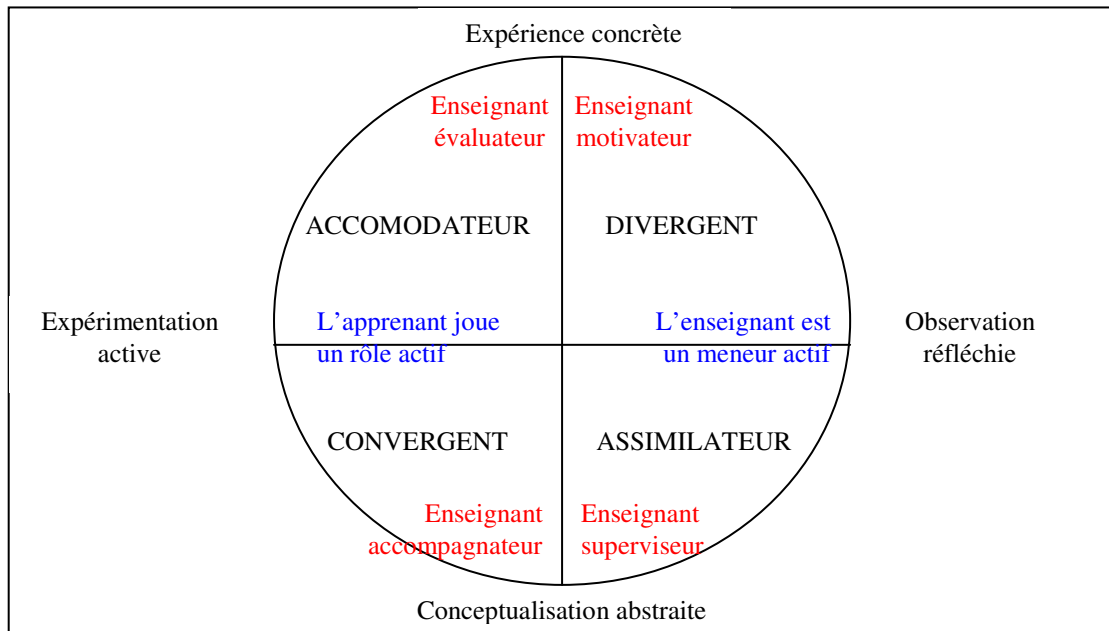 Expérience concrète
Enseignant
évaluateur
Enseignant
motivateur
ACCOMODATEUR
DIVERGENT
Expérimentation
active
L'apprenant joue
un rôle actif
L'enseignant est
un meneur actif
Observation
réfléchie
CONVERGENT
ASSIMILATEUR
Enseignant
accompagnateur
Enseignant
superviseur
Conceptualisation abstraite